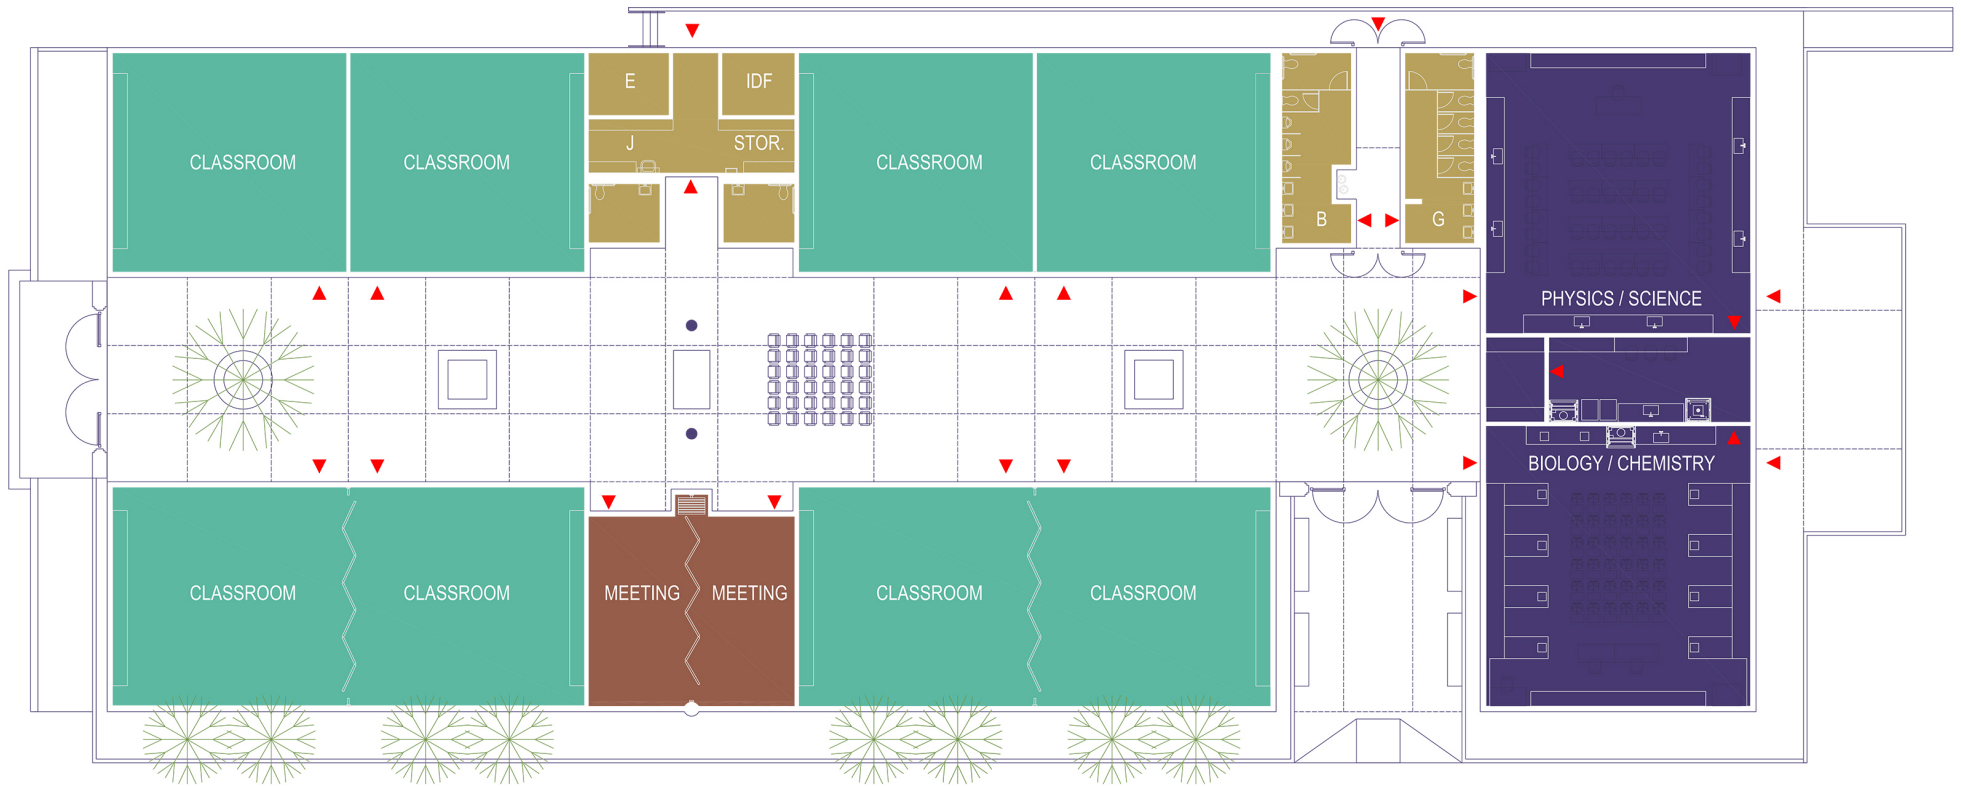 E
IDF
J
STOR.
CLASSROOM
CLASSROOM
CLASSROOM
CLASSROOM
B
G
PHYSICS / SCIENCE
BIOLOGY / CHEMISTRY
CLASSROOM
CLASSROOM
MEETING
MEETING
CLASSROOM
CLASSROOM